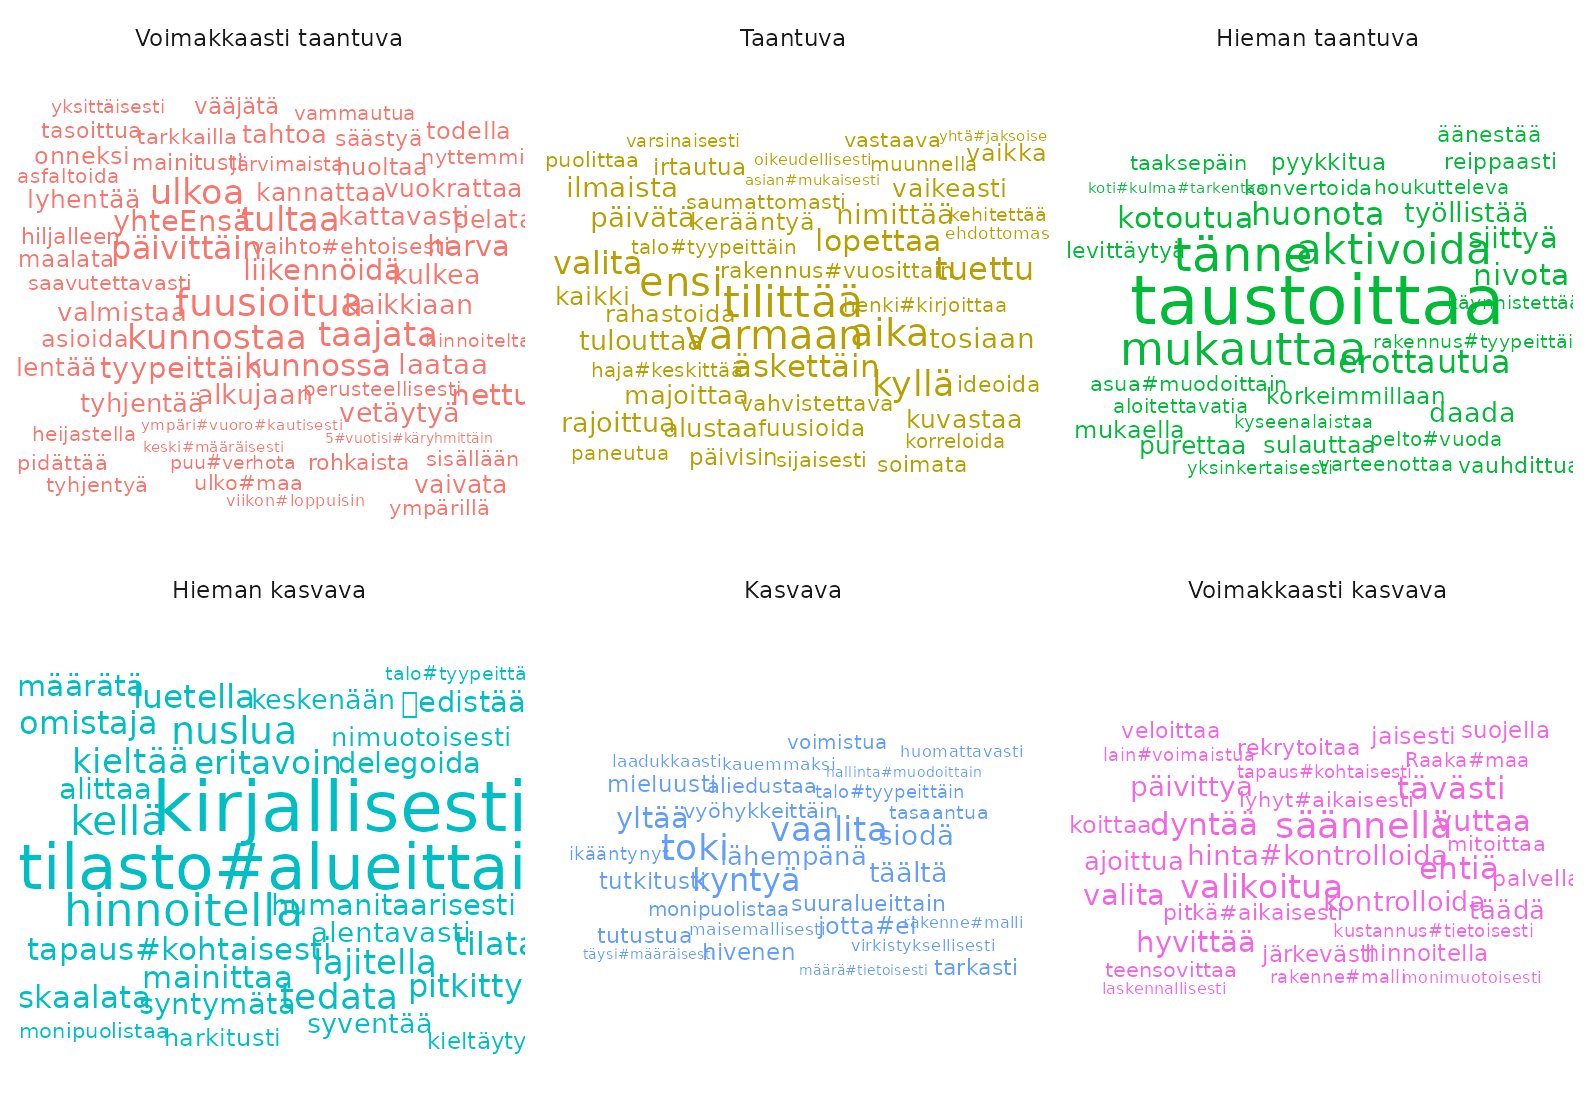 Voimakkaasti taantuva
yksittäisesti vääjätä vammautua
tasoittua tarkkailla tahtoa säästyä todella
onneksi mainitusti järvimaista huoltaa nyttemmi
asfaltoida lyhentää ulkoa kannattaa vuokrattaa
yhteEnsä tultaa kattavasti pelata
hiljalleen päivittäin vaihto#ehtoisesti harva
maalata liikennöidä kulkea
saavutettavasti fuusioitua kaikkiaan
valmistaa
asioida kunnostaa taajata hinnoitelta
lentää tyypeittäin kunnossa laataa
tyhjentää alkujaan perusteellisesti nettu
vetäytyä
heijastella ympäri#vuoro#kautisesti 5#vuotisi#käryhmittäin
keski#määräisesti
pidättää puu#verhota rohkaista sisällään
tyhjentyä ulko#maa vaivata
viikon#loppuisin ympärillä
Taantuva
varsinaisesti vastaava yhtä#jaksoise
puolittaa irtautua oikeudellisesti muunnella vaikka
ilmaista asian#mukaisesti vaikeasti
saumattomasti
päivätä kerääntyä nimittää kehitettää
talo#tyypeittäin lopettaa ehdottomas
valita ensi rakennus#vuosittain tuettu
kaikki tilittää henki#kirjoittaa
rahastoida
tulouttaa varmaan aika tosiaan
haja#keskittää äskettäin
majoittaa vahvistettava kyllä ideoida
rajoittua alustaa fuusioida kuvastaa
korreloida
paneutua päivisin sijaisesti soimata
Hieman taantuva
äänestää
taaksepäin pyykkitua reippaasti
koti#kulma#tarkentaa konvertoida houkutteleva
kotoutua huonota työllistää
levittäytyä tänne aktivoida siittyä
nivota
taustoittaa käynnistettää
mukauttaa rakennus#tyypeittäi
erottautua
asua#muodoittain korkeimmillaan
aloitettavatia kyseenalaistaa daada
mukaella purettaa sulauttaa pelto#vuoda
yksinkertaisesti varteenottaa vauhdittua
Hieman kasvava
talo#tyypeittä
määrätä luetella keskenään edistää
omistaja nuslua nimuotoisesti
kieltää eritavoin delegoida
alittaa kirjallisesti
kellä
tilasto#alueittai
hinnoitella humanitaarisesti
alentavasti
tapaus#kohtaisesti tilata
mainittaa lajitella
skaalata syntymätä tedata pitkitty
monipuolistaa harkitusti syventää kieltäyty
Kasvava
voimistua
laadukkaasti kauemmaksi huomattavasti
mieluusti aliedustaa hallinta#muodoittain
talo#tyypeittäin
yltää vyöhykkeittäin tasaantua
toki vaalita siodä
ikääntynyt lähempänä
tutkitusti kyntyä täältä
monipuolistaa suuralueittain
maisemallisesti jotta#ei rakenne#malli
tutustua hivenen virkistyksellisesti
täysi#määräisest määrä#tietoisesti tarkasti
Voimakkaasti kasvava
veloittaa jaisesti suojella
lain#voimaistua rekrytoitaa Raaka#maa
tapaus#kohtaisesti
päivittyä lyhyt#aikaisesti tavästi
koittaa dyntää säännellä vuttaa
mitoittaa
ajoittua hinta#kontrolloida ehtiä
valita valikoitua palvella
pitkä#aikaisesti kontrolloida täädä
hyvittää kustannus#tietoisesti
järkevästi hinnoitella
teensovittaa rakenne#malli monimuotoisesti
laskennallisesti